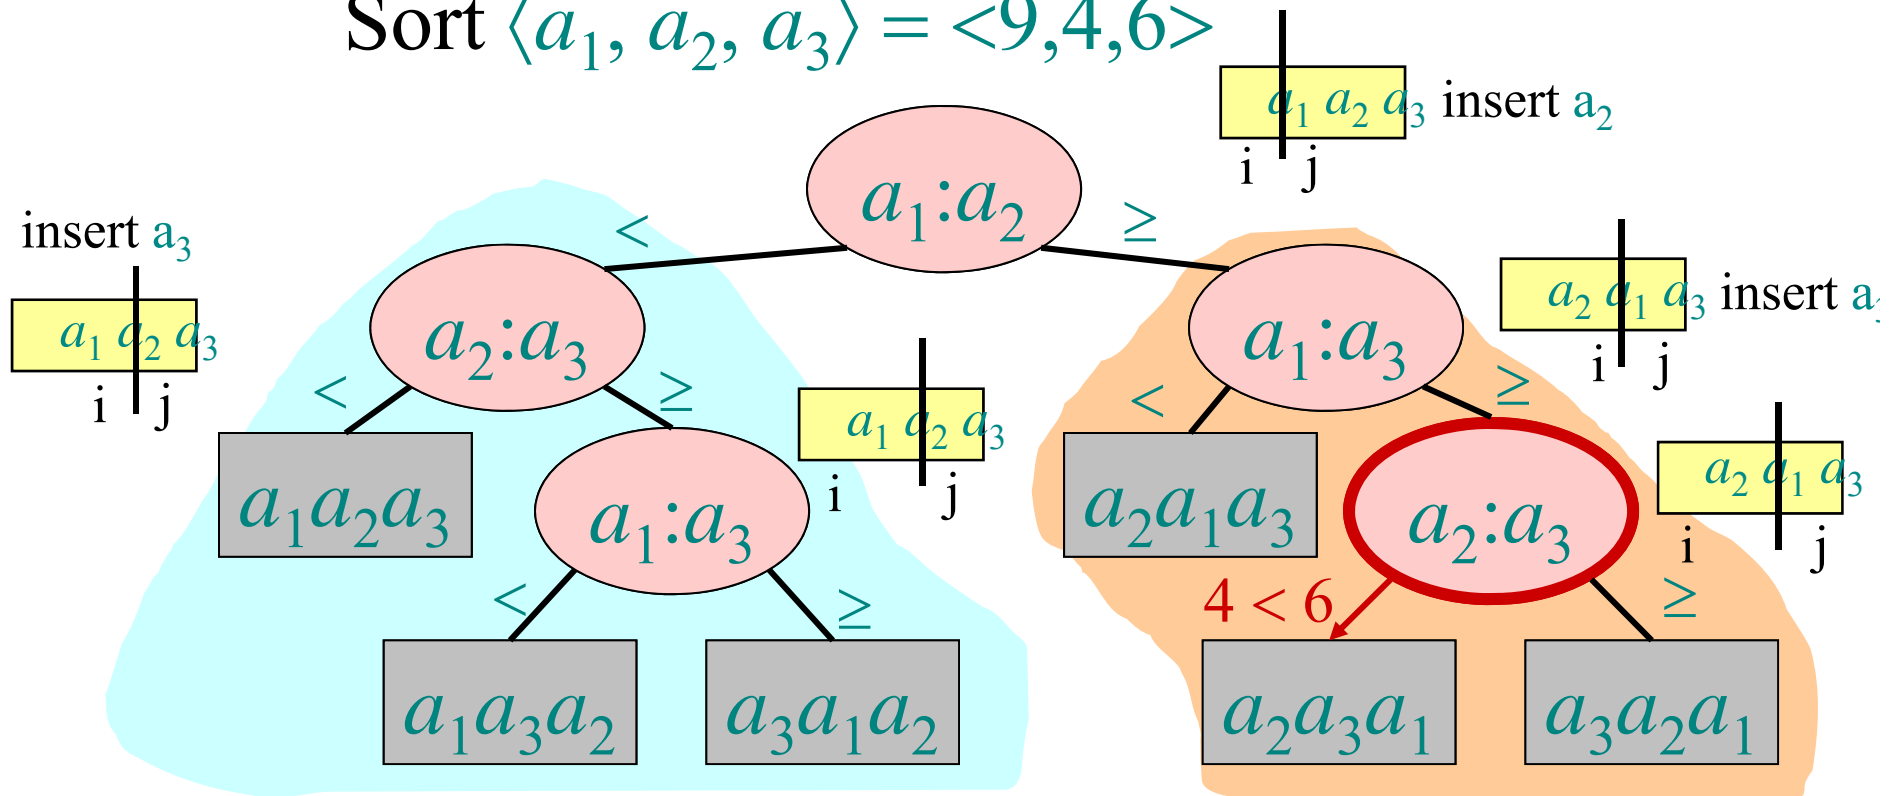 Sort ⟨a₁, a₂, a₃⟩ = <9,4,6>
a₁ a₂ a₃ insert a₂
i j
a₁:a₂
< ≥
insert a₃
a₁ a₂ a₃
i j
a₂:a₃
< ≥
a₁ a₂ a₃
i j
a₁:a₃
< ≥
a₂ a₁ a₃ insert a₃
i j
a₁a₂a₃
a₁:a₃
< ≥
a₂a₁a₃
a₂:a₃
4 < 6 ≥
a₂ a₁ a₃
i j
a₁a₃a₂
a₃a₁a₂
a₂a₃a₁
a₃a₂a₁